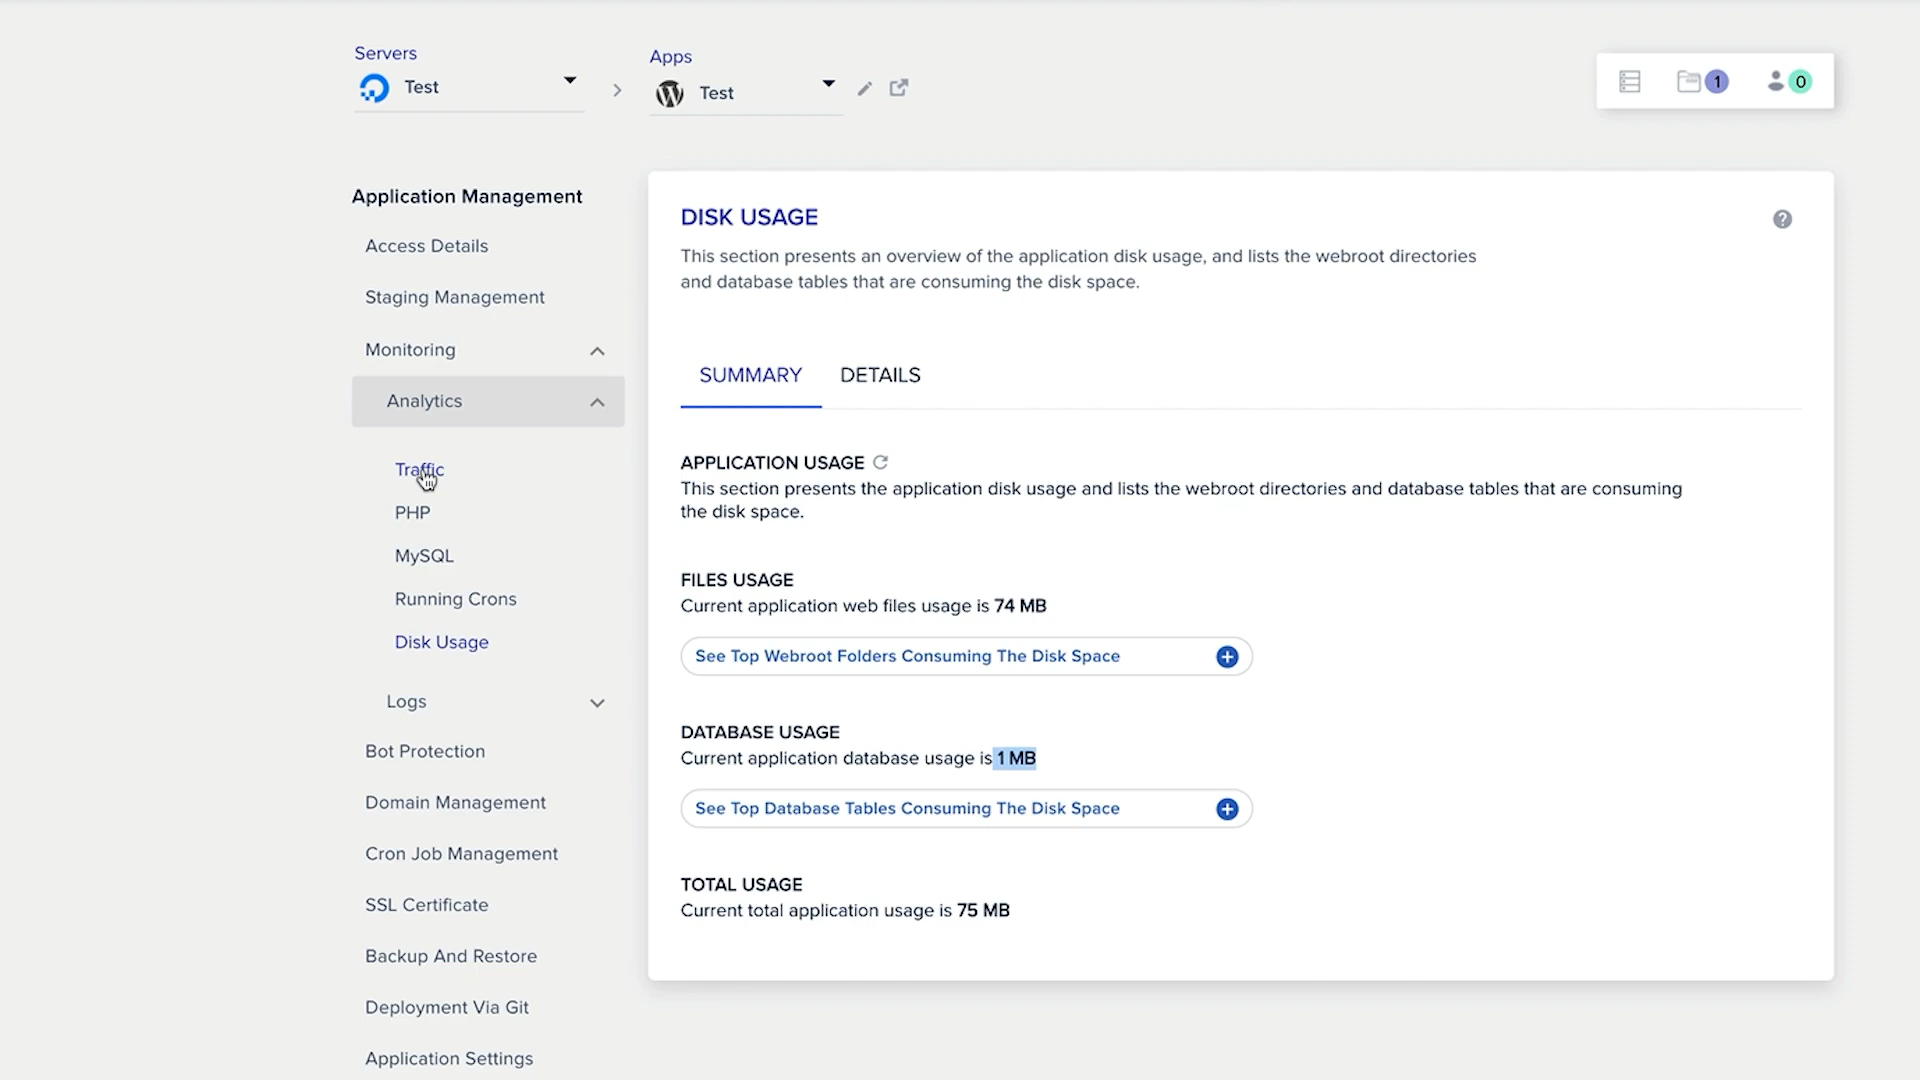 Servers
Test
Apps
Test
1
0
Application Management
Access Details
Staging Management
Monitoring
Analytics
Traffic
PHP
MySQL
Running Crons
Disk Usage
Logs
Bot Protection
Domain Management
Cron Job Management
SSL Certificate
Backup And Restore
Deployment Via Git
Application Settings
DISK USAGE
?
This section presents an overview of the application disk usage, and lists the webroot directories
and database tables that are consuming the disk space.
SUMMARY
DETAILS
APPLICATION USAGE
This section presents the application disk usage and lists the webroot directories and database tables that are consuming
the disk space.
FILES USAGE
Current application web files usage is 74 MB
See Top Webroot Folders Consuming The Disk Space
DATABASE USAGE
Current application database usage is 1 MB
See Top Database Tables Consuming The Disk Space
TOTAL USAGE
Current total application usage is 75 MB